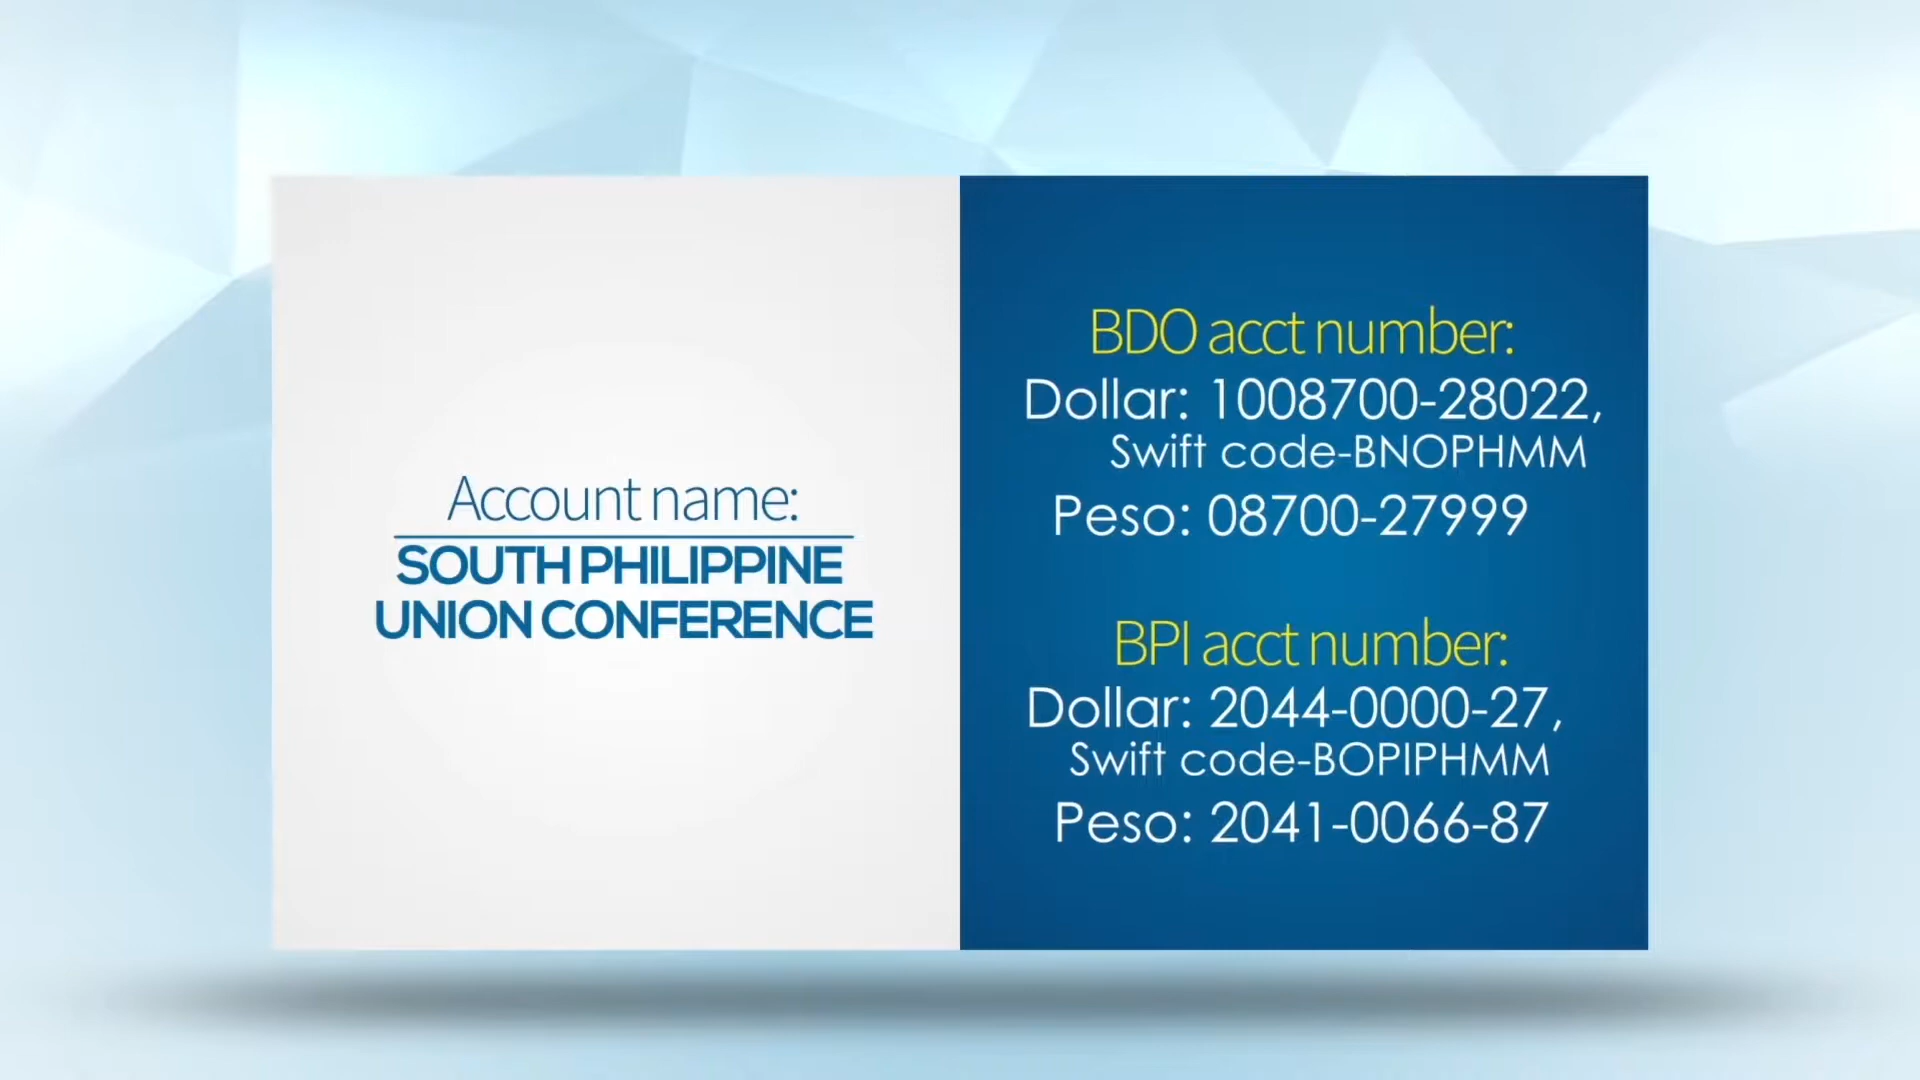 Account name:
SOUTH PHILIPPINE
UNION CONFERENCE
BDO acct number:
Dollar: 1008700-28022,
Swift code-BNOPHMM
Peso: 08700-27999
BPI acct number:
Dollar: 2044-0000-27,
Swift code-BOPIPHMM
Peso: 2041-0066-87